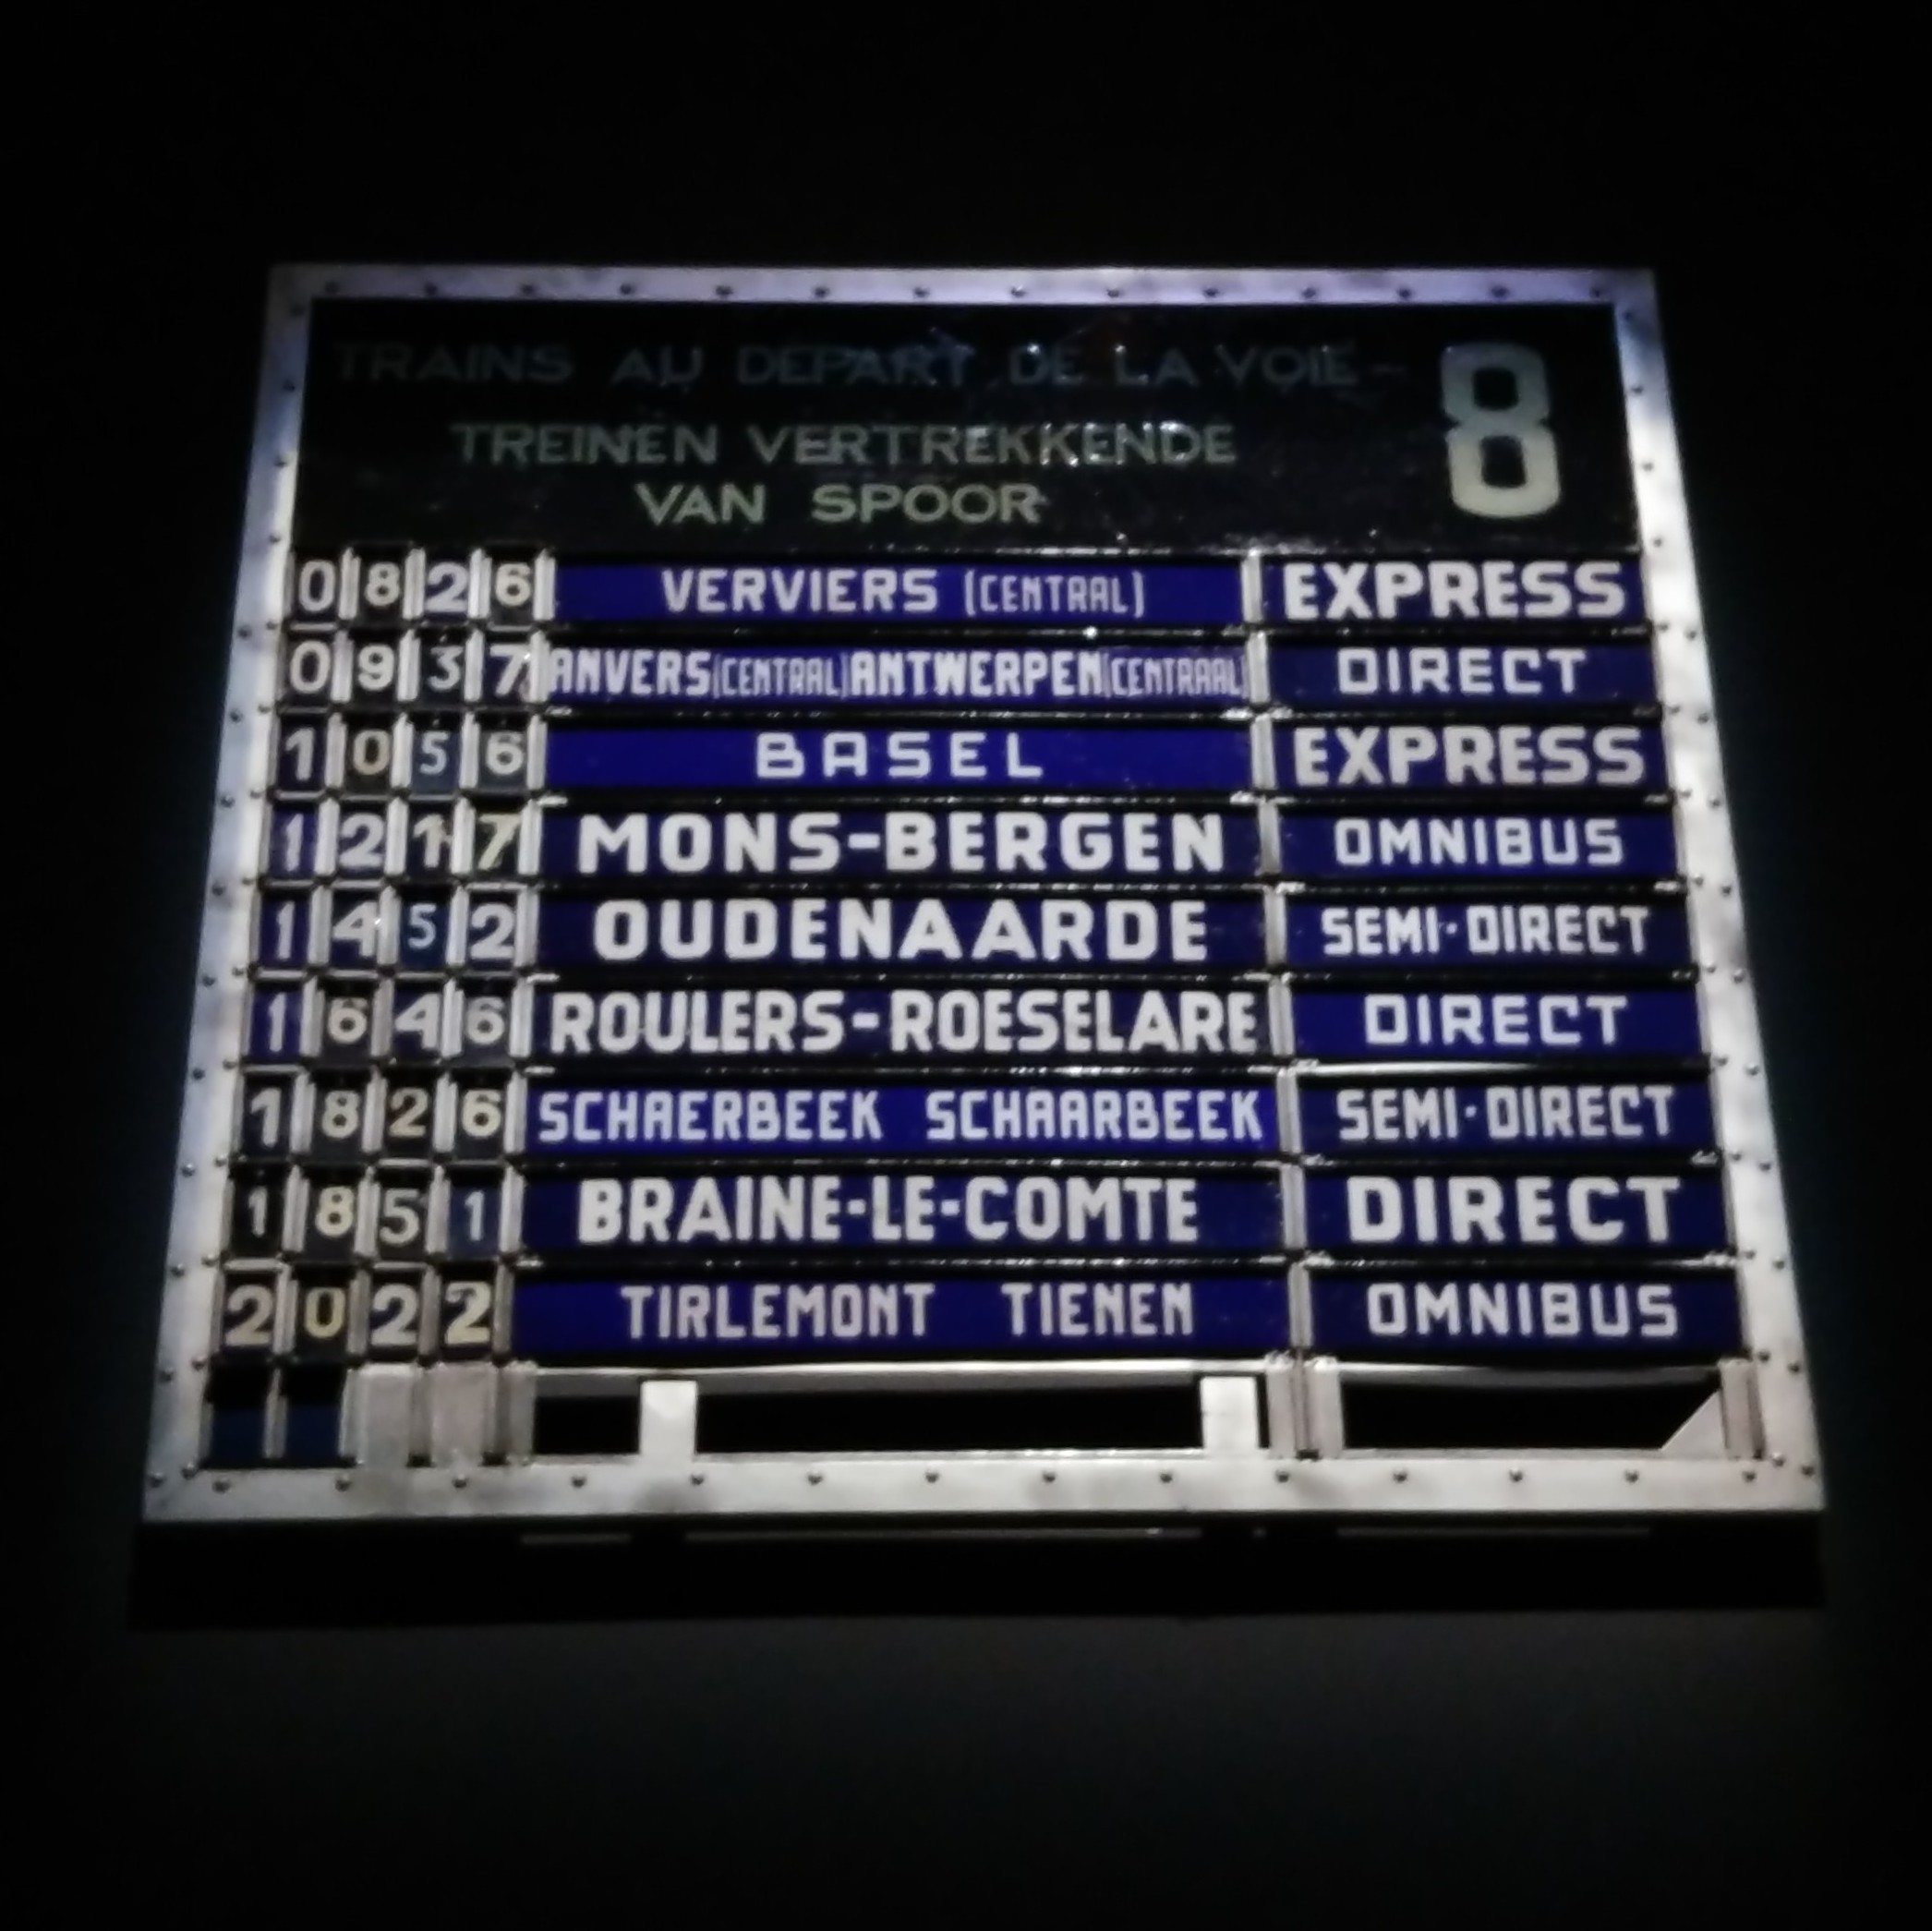 TRAINS AU DEPART DE LA VOIE - 8
TREINEN VERTREKKENDE
VAN SPOOR
0826 VERVIERS (CENTRAL) EXPRESS
0937 ANVERS (CENTRAL) ANTWERPEN (CENTRAAL) DIRECT
1056 BASEL EXPRESS
1217 MONS-BERGEN OMNIBUS
1452 OUDENAARDE SEMI-DIRECT
1646 ROULERS-ROESELARE DIRECT
1826 SCHAERBEEK SCHAARBEEK SEMI-DIRECT
1851 BRAINE-LE-COMTE DIRECT
2022 TIRLEMONT TIENEN OMNIBUS